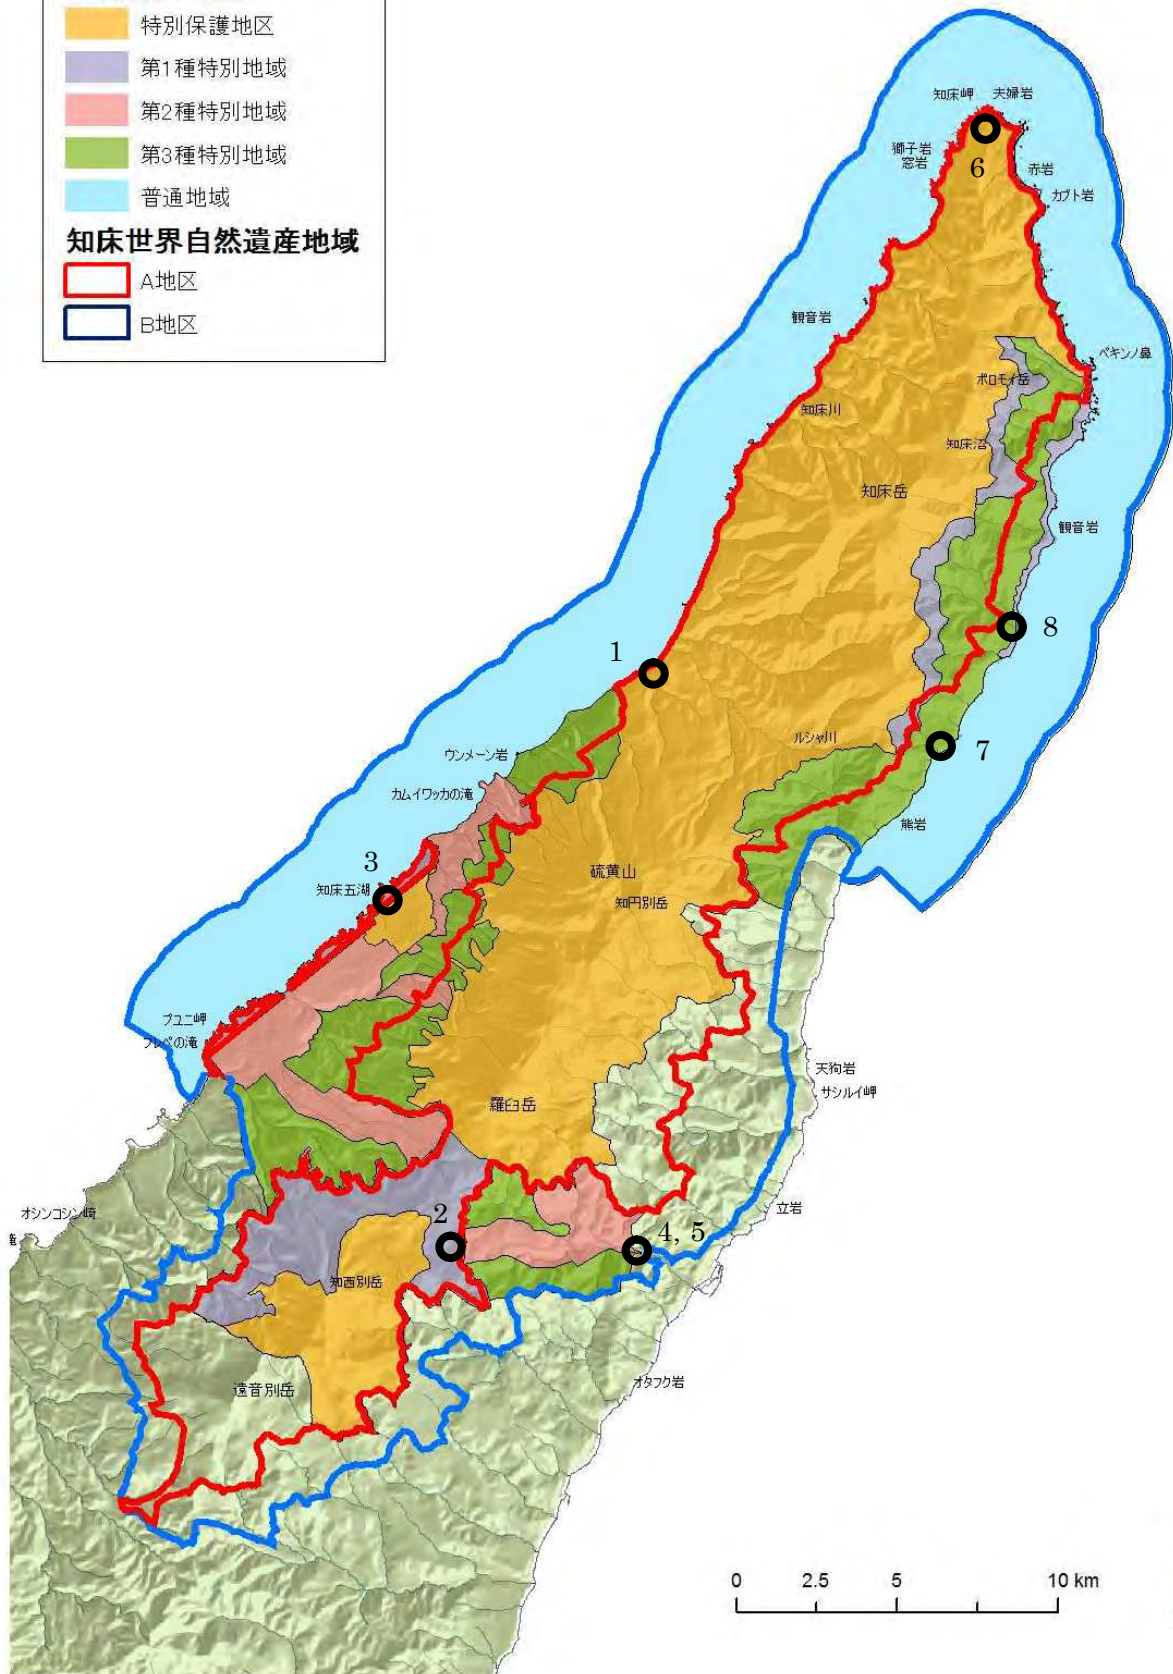 特別保護地区
第1種特別地域
第2種特別地域
第3種特別地域
普通地域
知床世界自然遺産地域
A地区
B地区
知床岬
夫婦岩
獅子岩
窓岩
6
赤岩
カブト岩
観音岩
ペキンノ鼻
ポロモイ岳
知床川
知床沼
知床岳
観音岩
8
1
ルシャ川
7
ウンメーン岩
カムイワッカの滝
熊岩
3
知床五湖
硫黄山
知円別岳
プユニ岬
フレペの滝
天狗岩
サシルイ岬
羅臼岳
オシンコシン崎
滝
2
立岩
4, 5
知西別岳
遠音別岳
オタフク岩
0 2.5 5 10 km